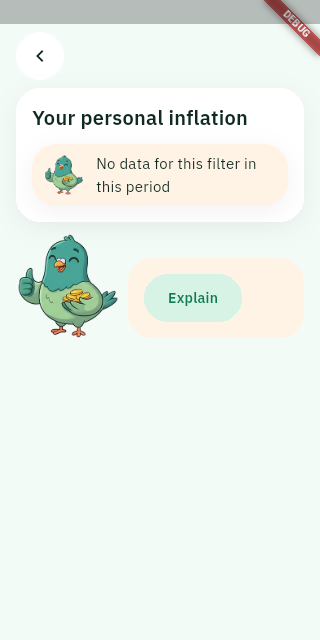 DEBUG
Your personal inflation
No data for this filter in
this period
Explain